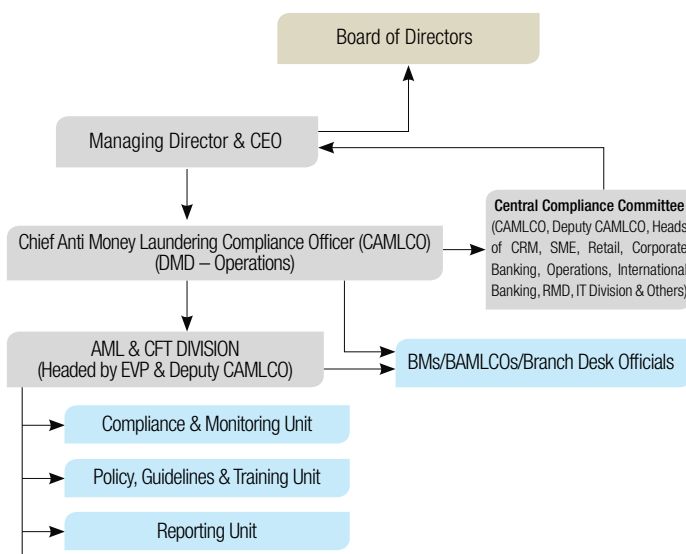 Board of Directors
Managing Director & CEO
Central Compliance Committee
(CAMLCO, Deputy CAMLCO, Heads
of CRM, SME, Retail, Corporate
Banking, Operations, International
Banking, RMD, IT Division & Others)
Chief Anti Money Laundering Compliance Officer (CAMLCO)
(DMD – Operations)
AML & CFT DIVISION
(Headed by EVP & Deputy CAMLCO)
BMs/BAMLCOs/Branch Desk Officials
Compliance & Monitoring Unit
Policy, Guidelines & Training Unit
Reporting Unit